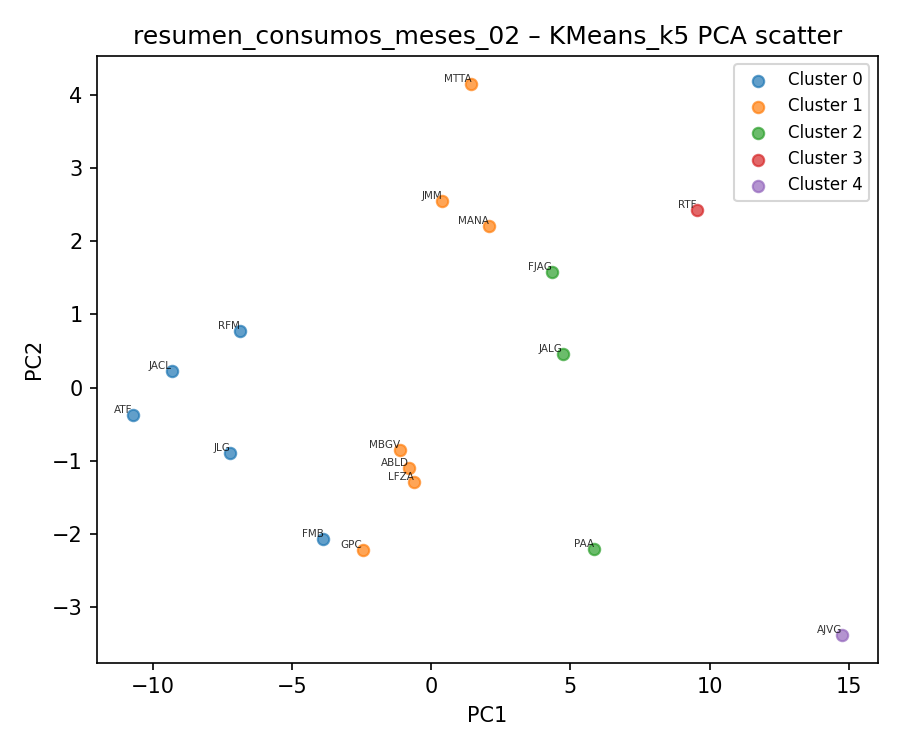 resumen_consumos_meses_02 – KMeans_k5 PCA scatter
Cluster 0
Cluster 1
Cluster 2
Cluster 3
Cluster 4
MTTA
JMM
MANA
RTF
FJAG
RFM
JALG
JACL
ATF
JLG
MBGV
ABLD
LFZA
FMB
GPC
PAA
AJVG
4
3
2
1
0
−1
−2
−3
PC2
−10
−5
0
5
10
15
PC1